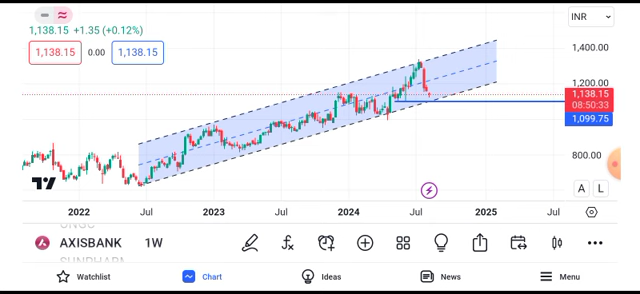 1,138.15 +1.35 (+0.12%)
INR
1,138.15 0.00 1,138.15
1,400.00
1,200.00
1,138.15
08:50:33
1,099.75
800.00
A L
2022 Jul 2023 Jul 2024 Jul 2025 Jul
AXISBANK 1W
Watchlist Chart Ideas News Menu